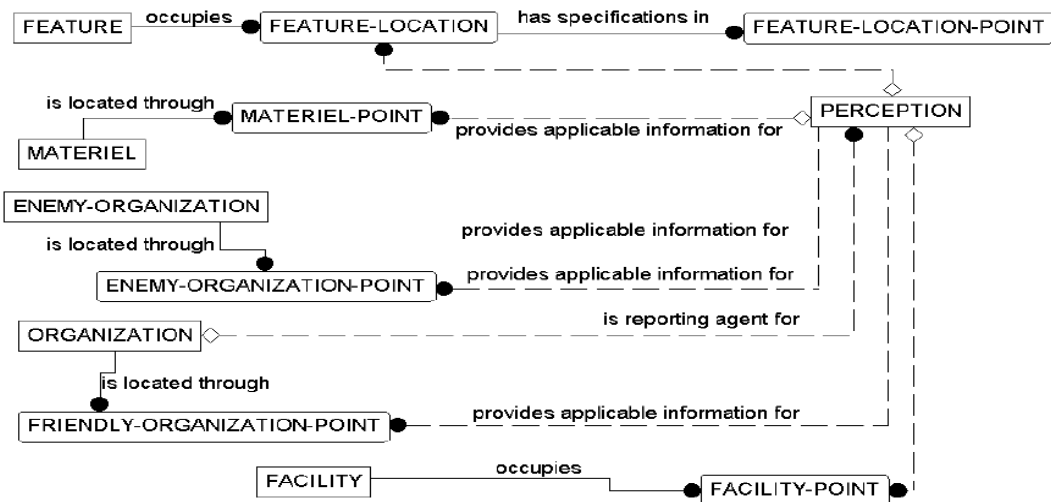 FEATURE
occupies
FEATURE-LOCATION
has specifications in
FEATURE-LOCATION-POINT
is located through
MATERIEL-POINT
provides applicable information for
PERCEPTION
MATERIEL
ENEMY-ORGANIZATION
is located through
provides applicable information for
ENEMY-ORGANIZATION-POINT
provides applicable information for
ORGANIZATION
is reporting agent for
is located through
FRIENDLY-ORGANIZATION-POINT
provides applicable information for
FACILITY
occupies
FACILITY-POINT